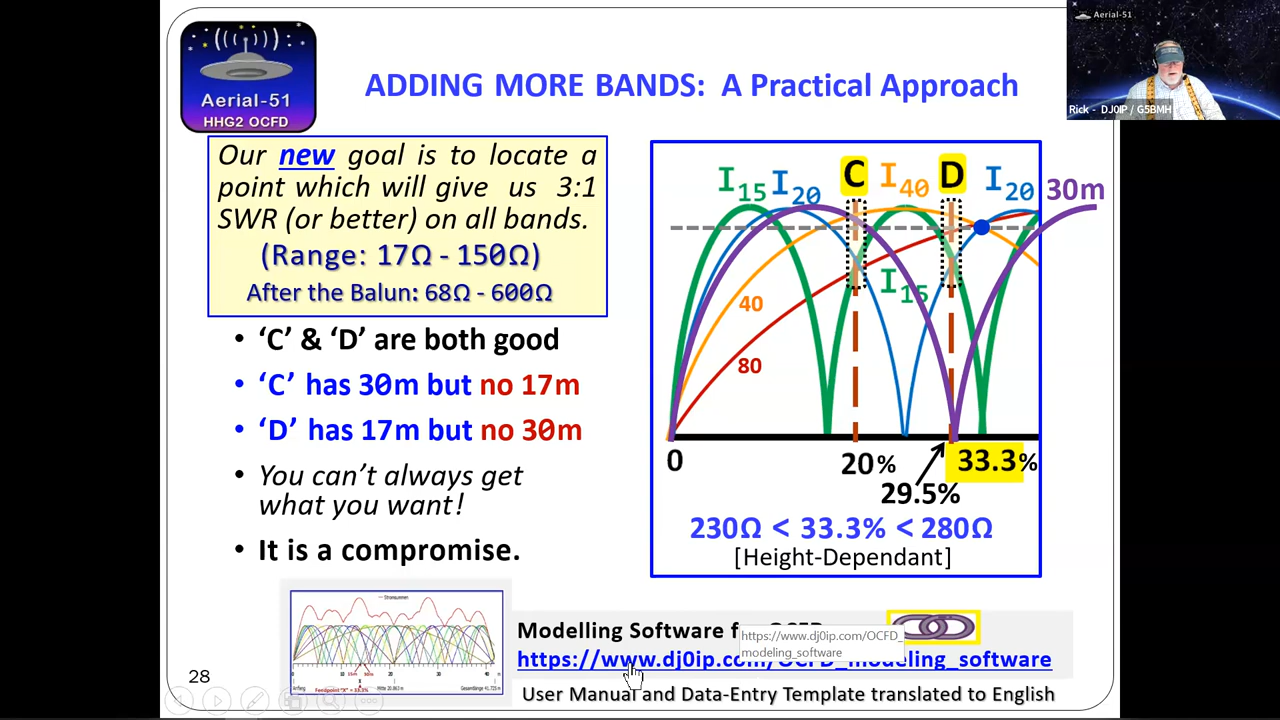 Aerial-51
HHG2 OCFD
ADDING MORE BANDS: A Practical Approach
Aerial-51
Rick - DJ0IP / G5BMH
Our new goal is to locate a
point which will give us 3:1
SWR (or better) on all bands.
(Range: 17Ω - 150Ω)
After the Balun: 68Ω - 600Ω
• 'C' & 'D' are both good
• 'C' has 30m but no 17m
• 'D' has 17m but no 30m
• You can't always get
what you want!
• It is a compromise.
I15 I20 C I40 D I20 30m
I15
40
80
0 20% 33.3%
29.5%
230Ω < 33.3% < 280Ω
[Height-Dependant]
Stromsummen
Feedpoint "X" = 33.3%
Modelling Software f
https://www.dj0ip.com/OCFD_
modeling_software
https://www.dj0ip.com/OCFD_modeling_software
User Manual and Data-Entry Template translated to English
28